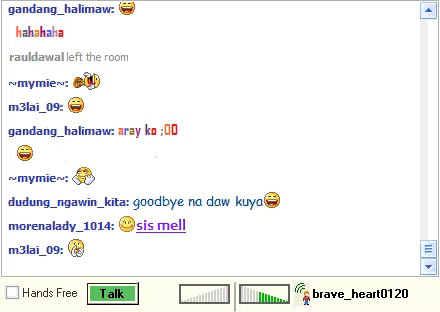 gandang_halimaw:
hahahaha
rauldawal left the room
~mymie~:
m3lai_09:
gandang_halimaw: aray ko ;
~mymie~:
dudung_ngawin_kita: goodbye na daw kuya
morenalady_1014: sis mell
m3lai_09:
Hands Free Talk brave_heart0120